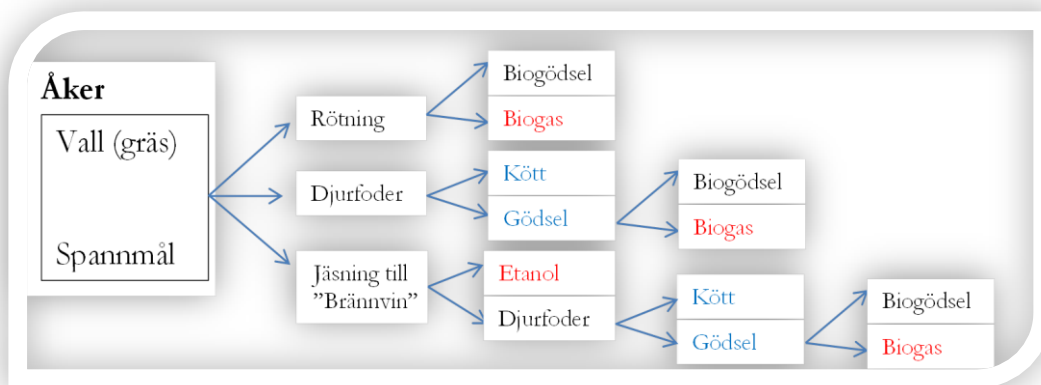 Åker
Vall (gräs)
Spannmål
Rötning
Biogödsel
Biogas
Djurfoder
Kött
Gödsel
Biogödsel
Biogas
Jäsning till
”Brännvin”
Etanol
Djurfoder
Kött
Gödsel
Biogödsel
Biogas